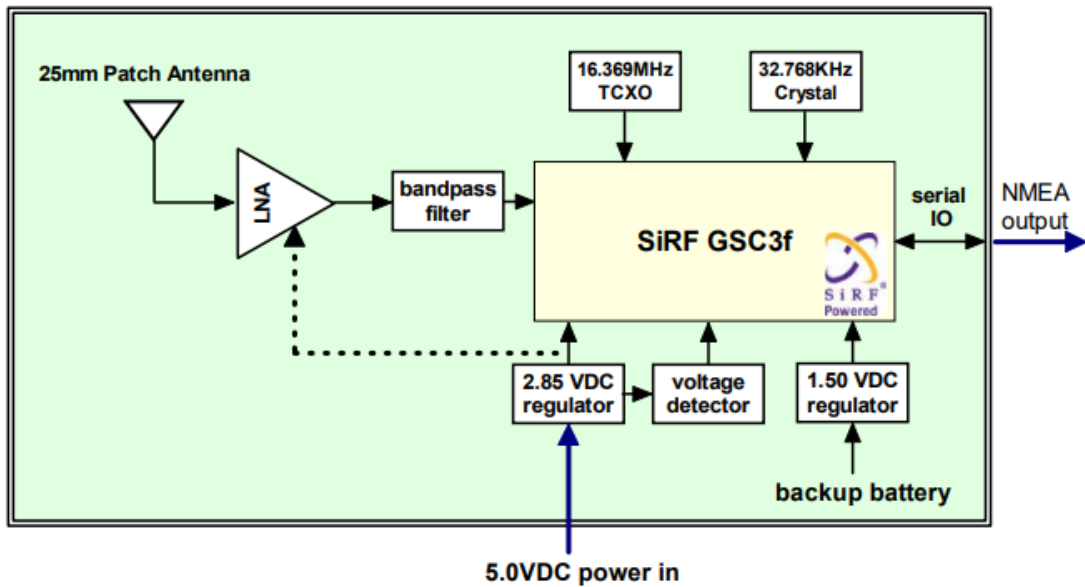 25mm Patch Antenna
16.369MHz
TCXO
32.768KHz
Crystal
LNA
bandpass
filter
SiRF GSC3f
SiRF®
Powered
serial
IO
NMEA
output
2.85 VDC
regulator
voltage
detector
1.50 VDC
regulator
backup battery
5.0VDC power in